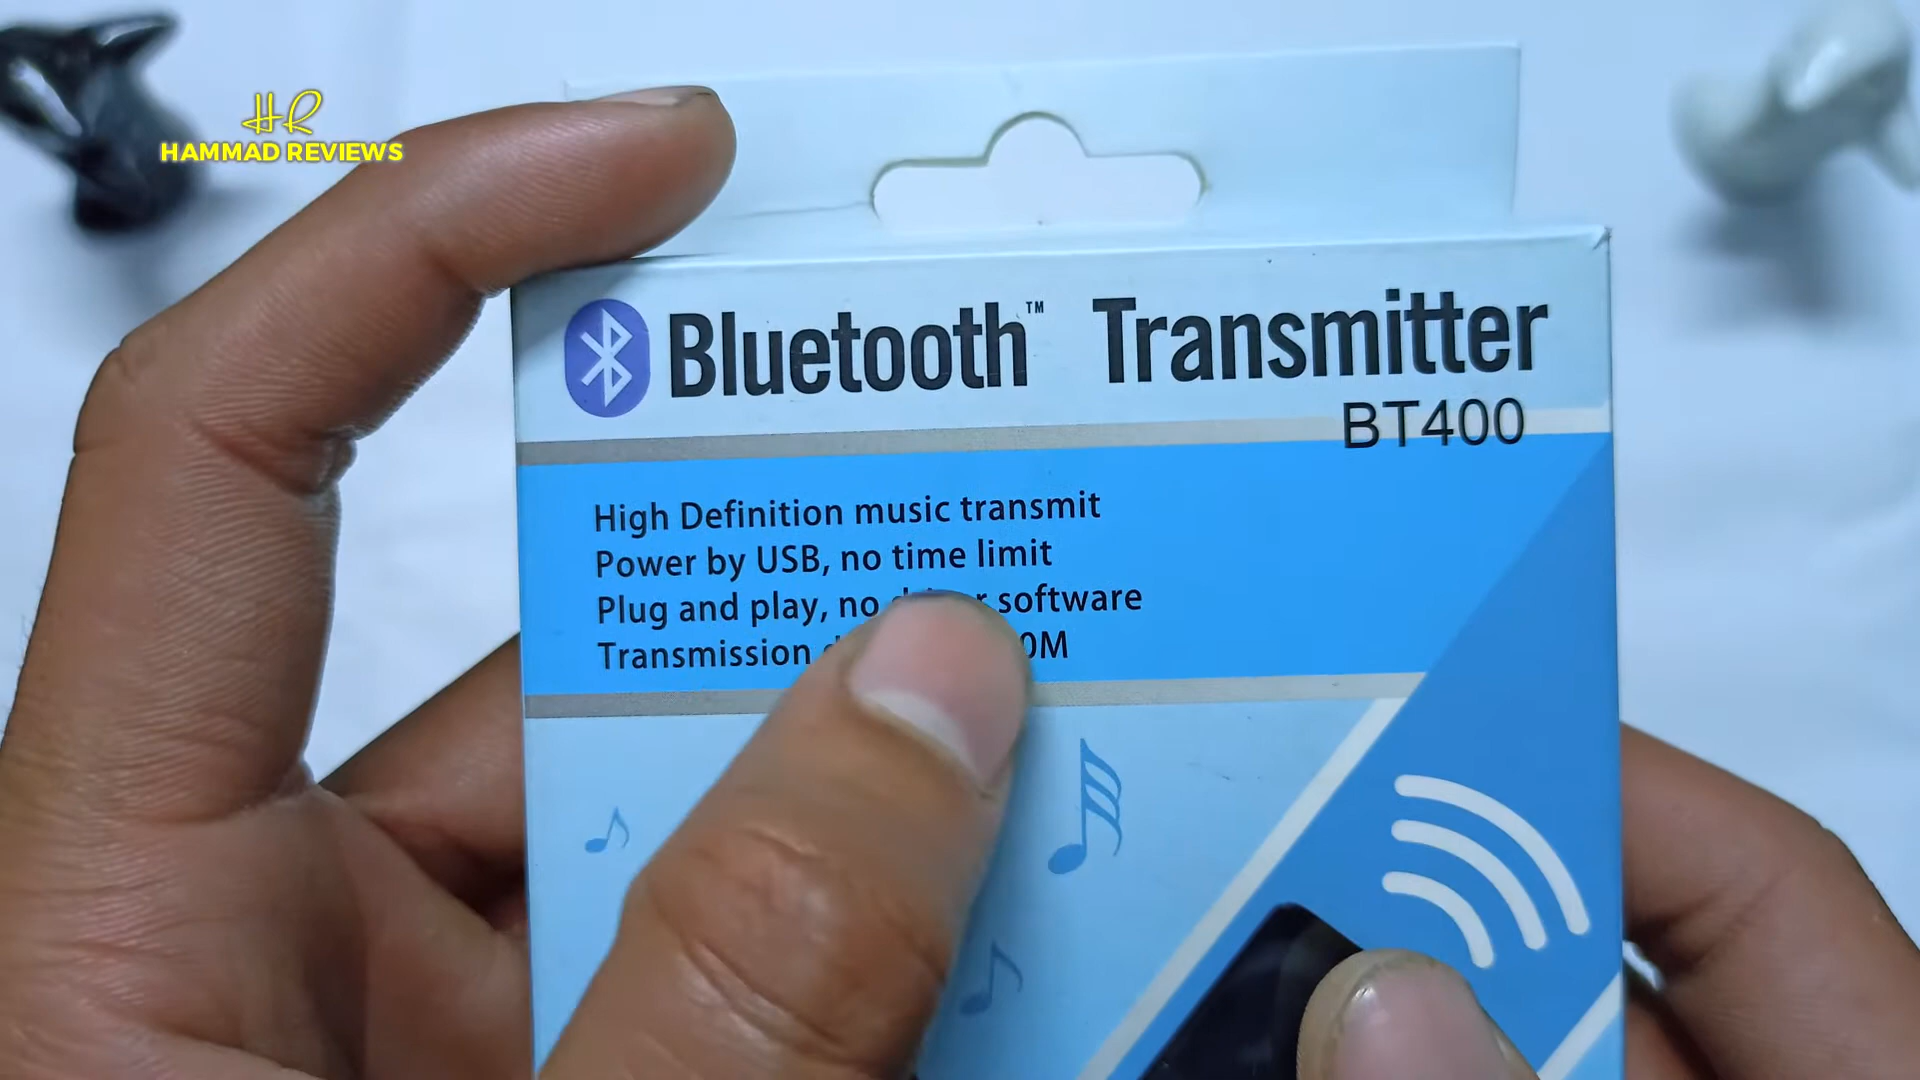 HR
HAMMAD REVIEWS
Bluetooth™ Transmitter
BT400
High Definition music transmit
Power by USB, no time limit
Plug and play, no software
Transmission